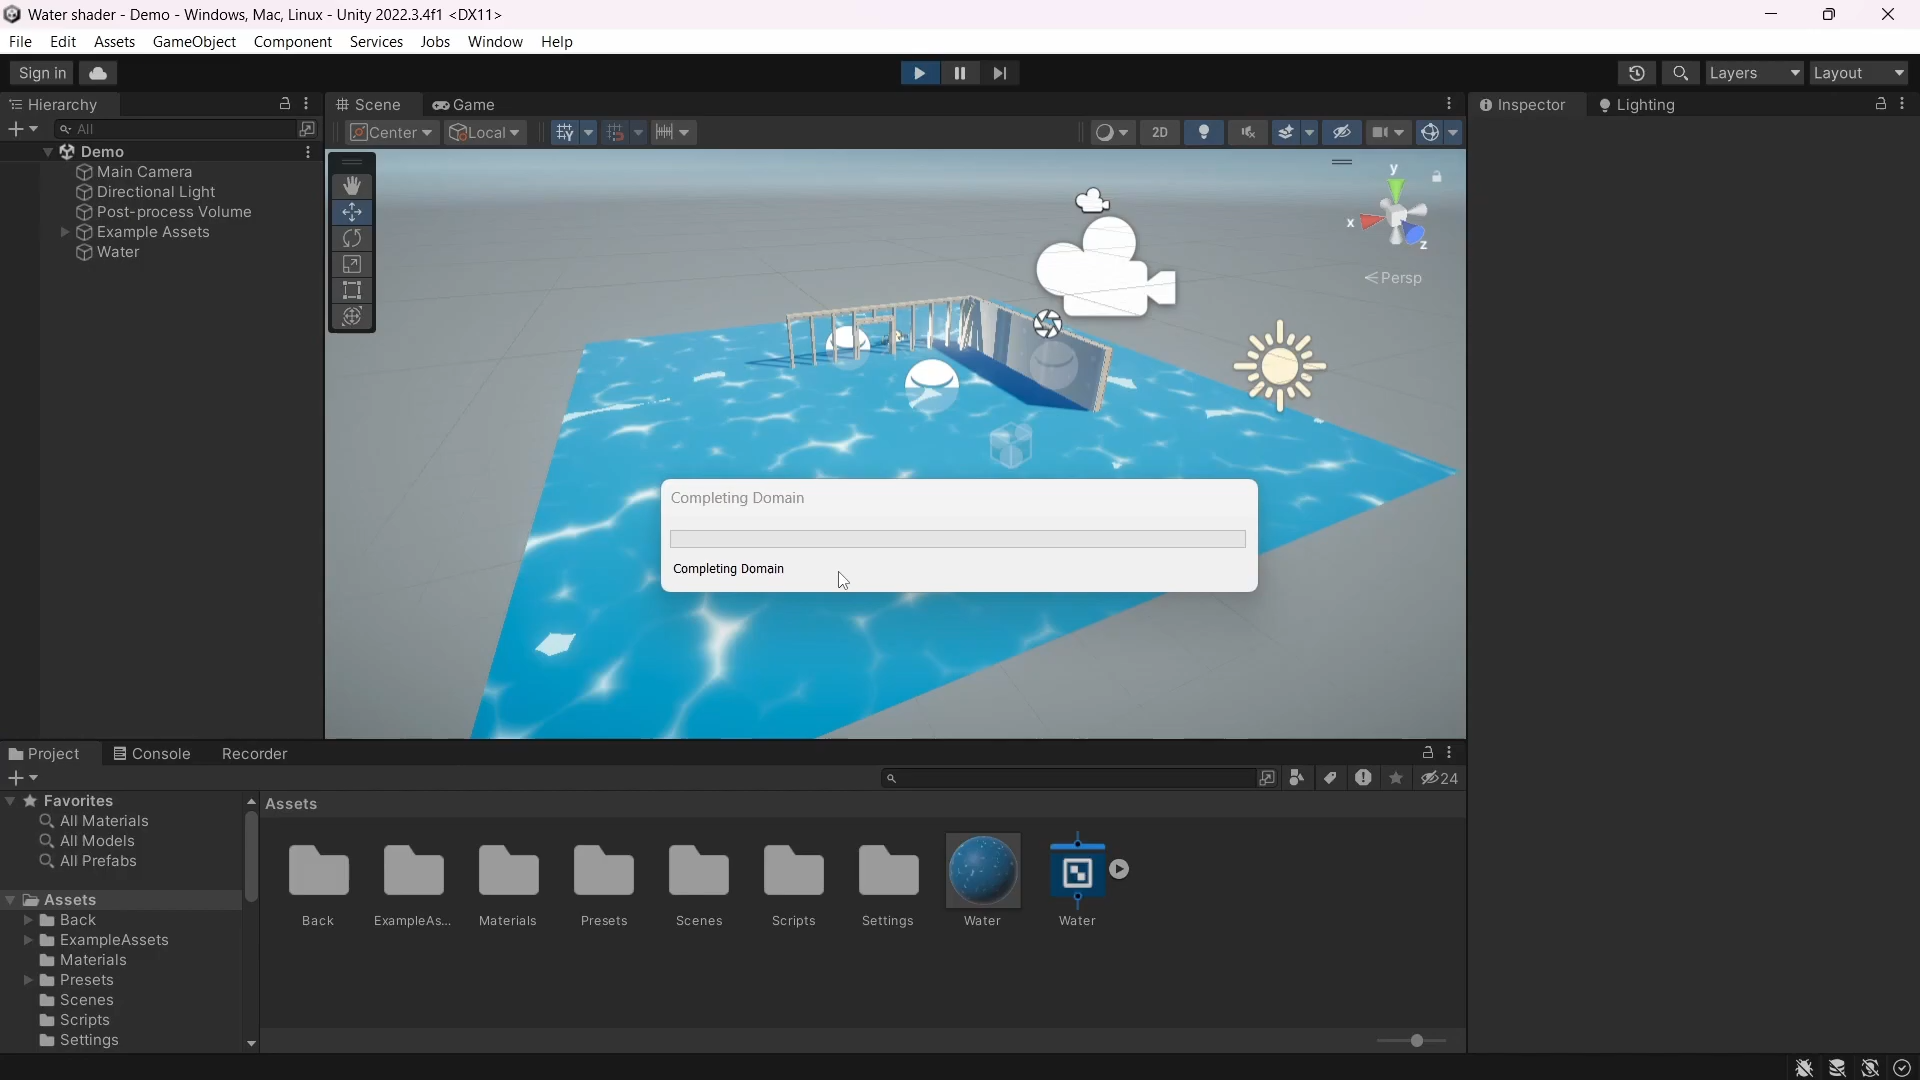 Water shader - Demo - Windows, Mac, Linux - Unity 2022.3.4f1 <DX11>
File Edit Assets GameObject Component Services Jobs Window Help
Sign in
Layers
Layout
Hierarchy
All
Demo
Main Camera
Directional Light
Post-process Volume
Example Assets
Water
Scene
Game
Center
Local
2D
y
x
z
Persp
Completing Domain
Completing Domain
Inspector
Lighting
Project
Console
Recorder
24
Favorites
All Materials
All Models
All Prefabs
Assets
Back
ExampleAssets
Materials
Presets
Scenes
Scripts
Settings
Assets
Back
ExampleAs...
Materials
Presets
Scenes
Scripts
Settings
Water
Water